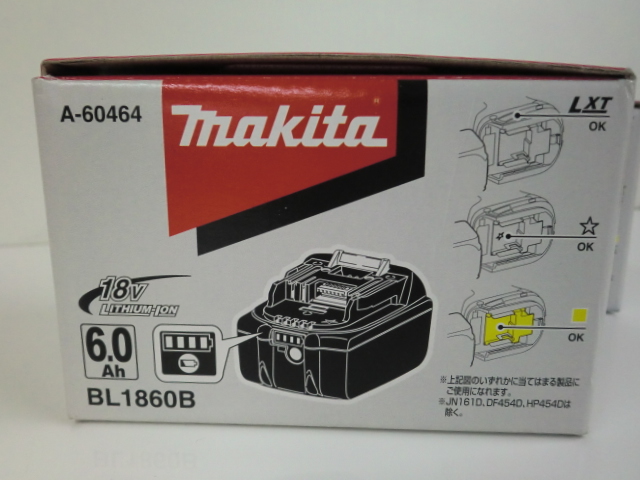 A-60464
makita
LXT
OK
☆
OK
OK
18V
LITHIUM-ION
6.0
Ah
BL1860B
※上記図のいずれかに当てはまる製品に
ご使用になれます。
※JN161D、DF454D、HP454Dは
除く。